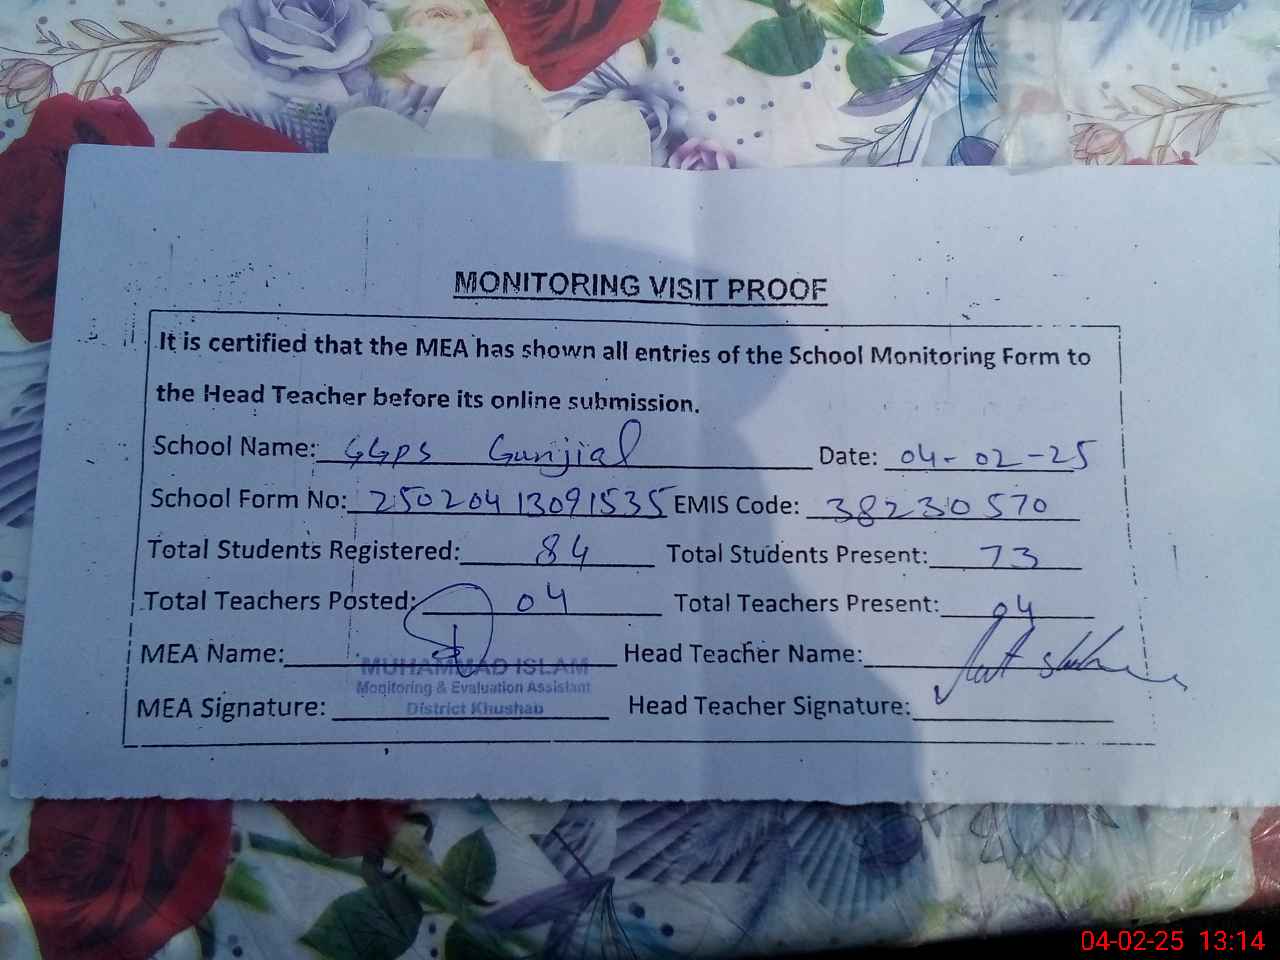 MONITORING VISIT PROOF
It is certified that the MEA has shown all entries of the School Monitoring Form to
the Head Teacher before its online submission.
School Name: GGPS Gunjial Date: 04-02-25
School Form No: 25020413091535 EMIS Code: 38230570
Total Students Registered: 84 Total Students Present: 73
Total Teachers Posted: 04 Total Teachers Present: 04
MEA Name: MUHAMMAD ISLAM Head Teacher Name:
Monitoring & Evaluation Assistant
MEA Signature: District Khushab Head Teacher Signature:
04-02-25 13:14